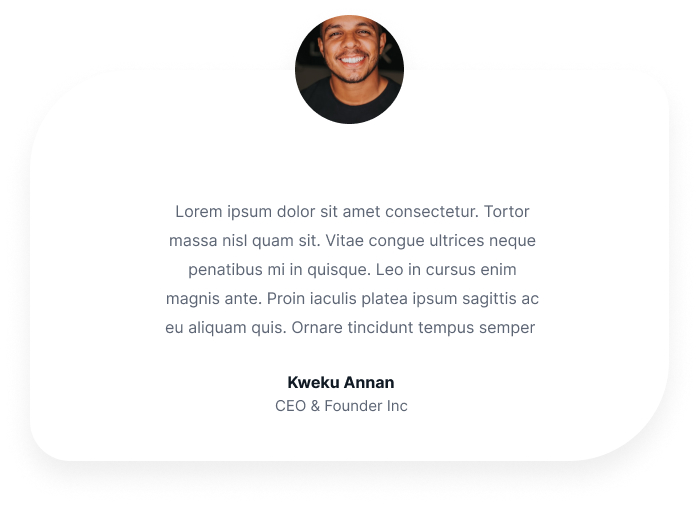 Lorem ipsum dolor sit amet consectetur. Tortor
massa nisl quam sit. Vitae congue ultrices neque
penatibus mi in quisque. Leo in cursus enim
magnis ante. Proin iaculis platea ipsum sagittis ac
eu aliquam quis. Ornare tincidunt tempus semper
Kweku Annan
CEO & Founder Inc